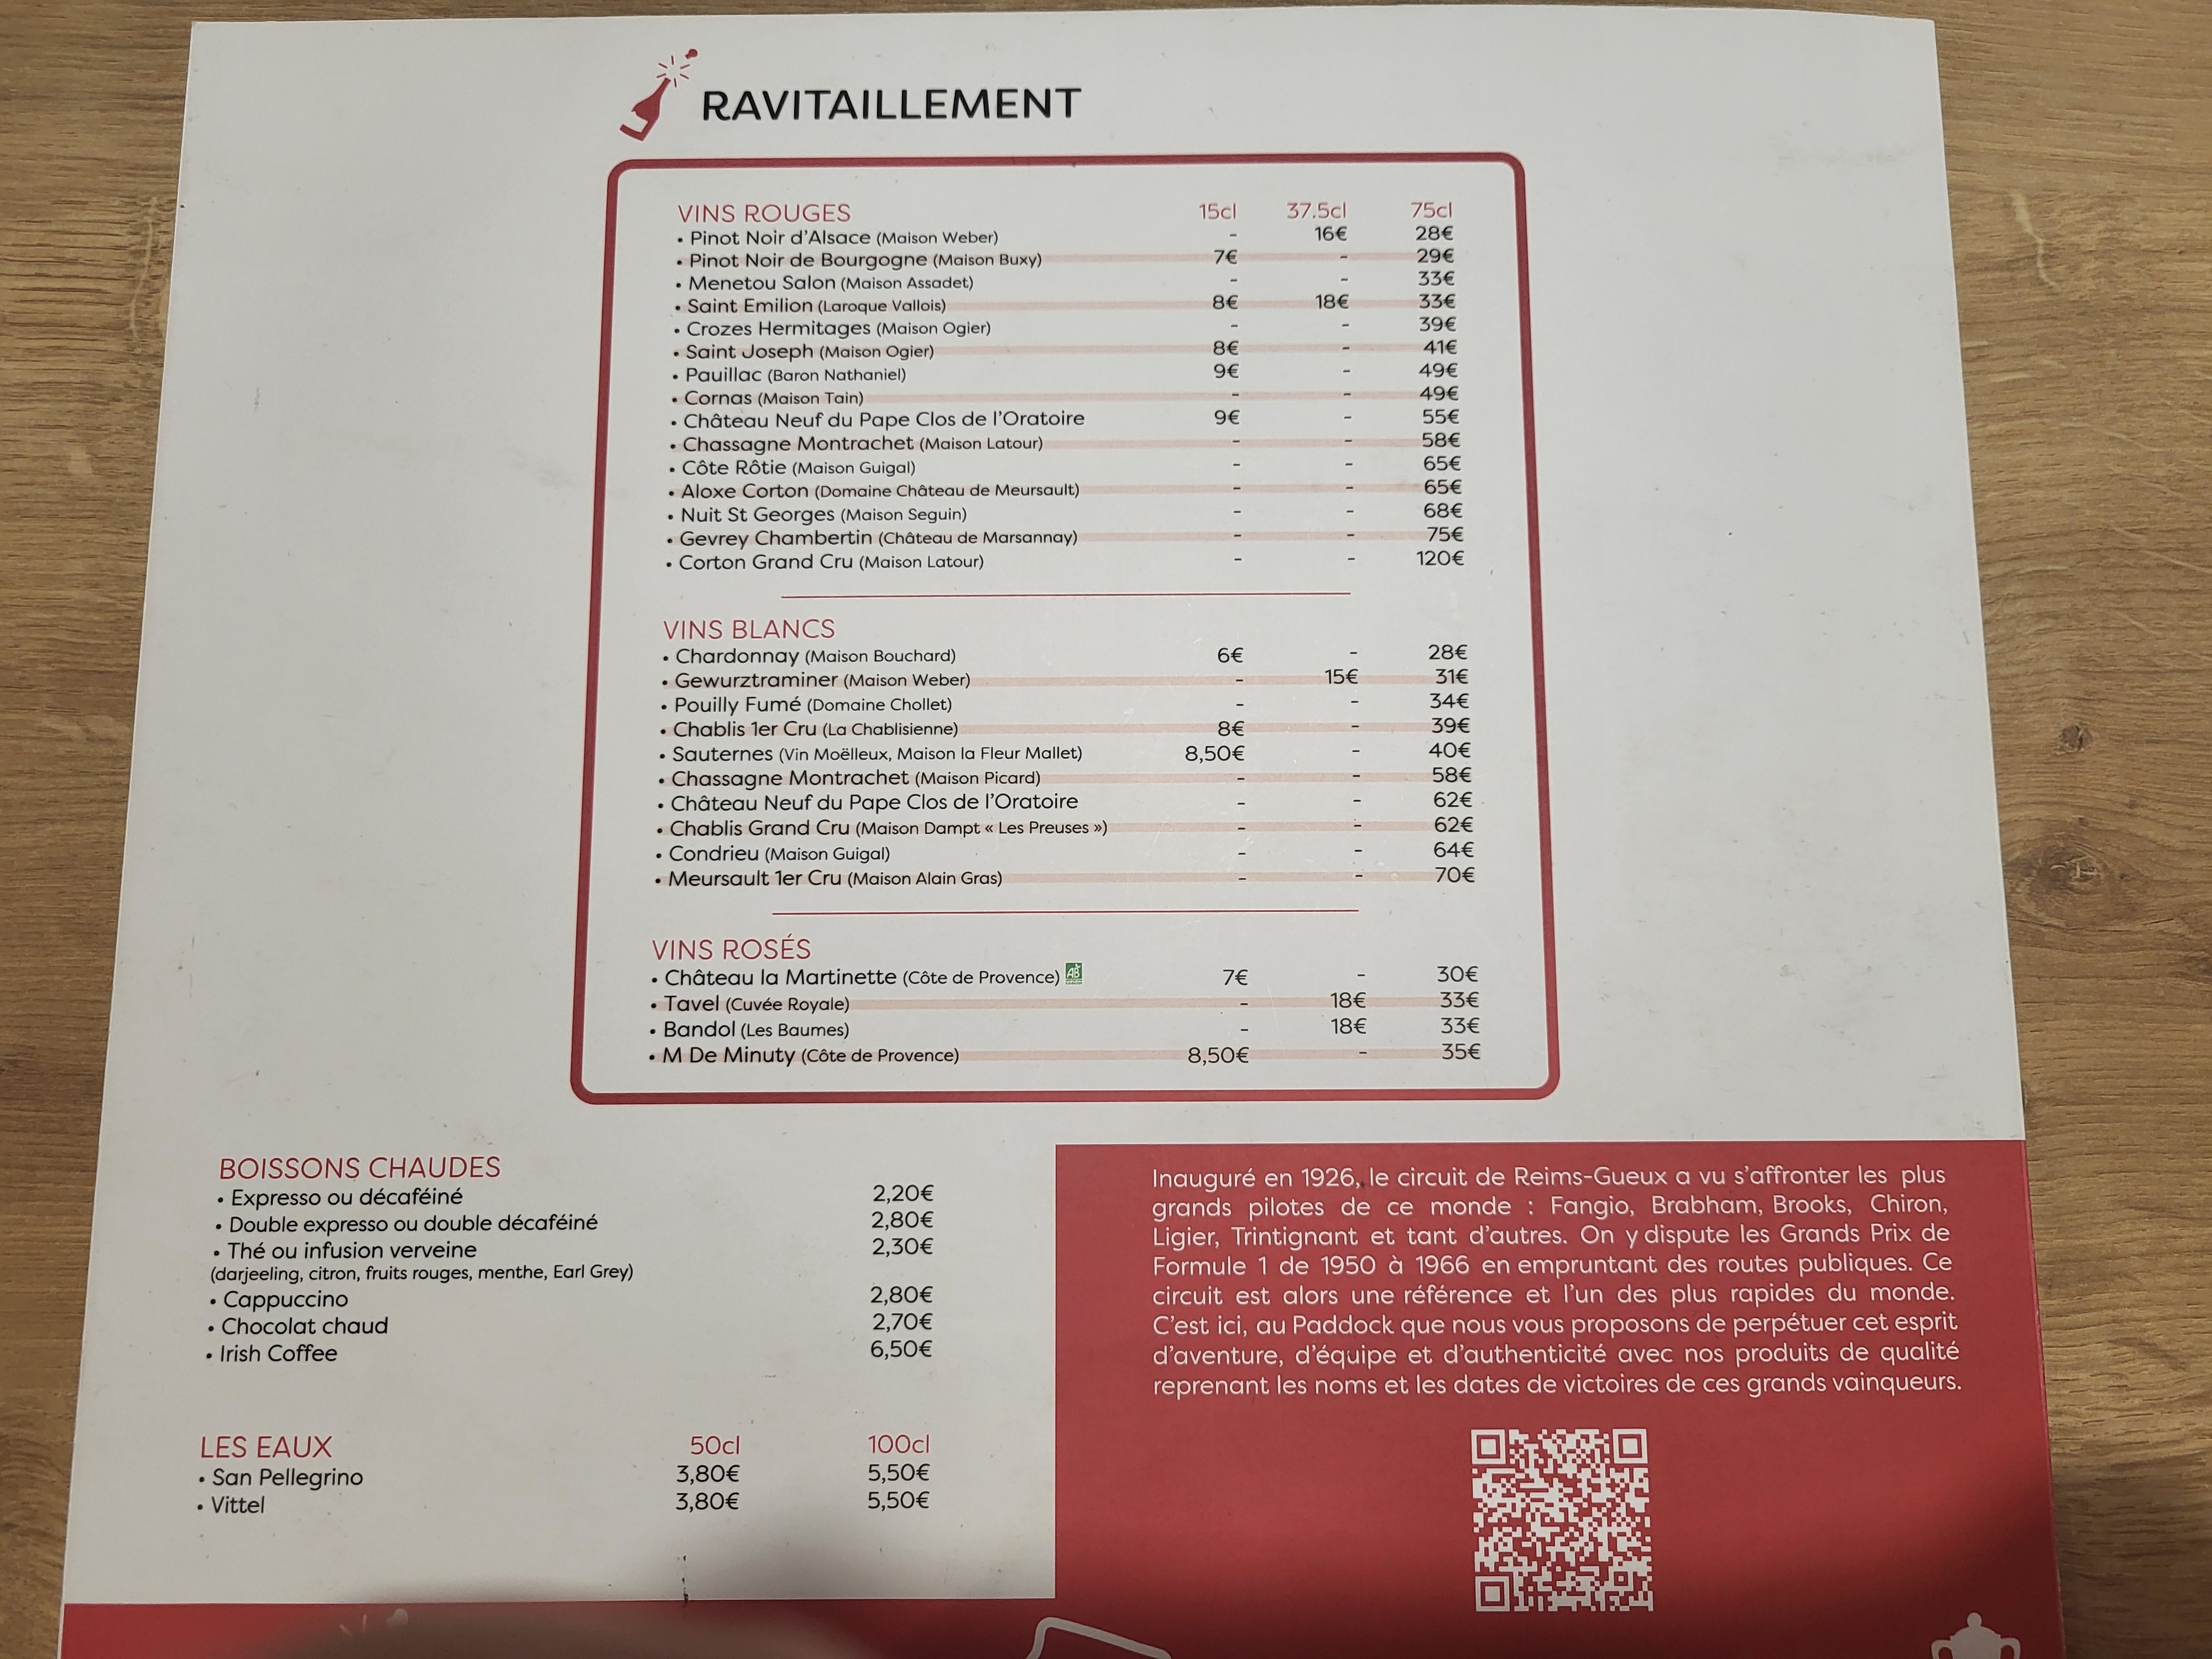 RAVITAILLEMENT
VINS ROUGES 15cl 37.5cl 75cl
• Pinot Noir d'Alsace (Maison Weber) - 16€ 28€
• Pinot Noir de Bourgogne (Maison Buxy) 7€ - 29€
• Menetou Salon (Maison Assadet) - - 33€
• Saint Emilion (Laroque Vallois) 8€ 18€ 33€
• Crozes Hermitages (Maison Ogier) - - 39€
• Saint Joseph (Maison Ogier) 8€ - 41€
• Pauillac (Baron Nathaniel) 9€ - 49€
• Cornas (Maison Tain) - - 49€
• Château Neuf du Pape Clos de l'Oratoire 9€ - 55€
• Chassagne Montrachet (Maison Latour) - - 58€
• Côte Rôtie (Maison Guigal) - - 65€
• Aloxe Corton (Domaine Château de Meursault) - - 65€
• Nuit St Georges (Maison Seguin) - - 68€
• Gevrey Chambertin (Château de Marsannay) - - 75€
• Corton Grand Cru (Maison Latour) - - 120€
VINS BLANCS
• Chardonnay (Maison Bouchard) 6€ - 28€
• Gewurztraminer (Maison Weber) - 15€ 31€
• Pouilly Fumé (Domaine Chollet) - - 34€
• Chablis 1er Cru (La Chablisienne) 8€ - 39€
• Sauternes (Vin Moëlleux, Maison la Fleur Mallet) 8,50€ - 40€
• Chassagne Montrachet (Maison Picard) - - 58€
• Château Neuf du Pape Clos de l'Oratoire - - 62€
• Chablis Grand Cru (Maison Dampt « Les Preuses ») - - 62€
• Condrieu (Maison Guigal) - - 64€
• Meursault 1er Cru (Maison Alain Gras) - - 70€
VINS ROSÉS
• Château la Martinette (Côte de Provence) AB 7€ - 30€
• Tavel (Cuvée Royale) - 18€ 33€
• Bandol (Les Baumes) - 18€ 33€
• M De Minuty (Côte de Provence) 8,50€ - 35€
BOISSONS CHAUDES
• Expresso ou décaféiné 2,20€
• Double expresso ou double décaféiné 2,80€
• Thé ou infusion verveine 2,30€
(darjeeling, citron, fruits rouges, menthe, Earl Grey)
• Cappuccino 2,80€
• Chocolat chaud 2,70€
• Irish Coffee 6,50€
LES EAUX 50cl 100cl
• San Pellegrino 3,80€ 5,50€
• Vittel 3,80€ 5,50€
Inauguré en 1926, le circuit de Reims-Gueux a vu s'affronter les plus
grands pilotes de ce monde : Fangio, Brabham, Brooks, Chiron,
Ligier, Trintignant et tant d'autres. On y dispute les Grands Prix de
Formule 1 de 1950 à 1966 en empruntant des routes publiques. Ce
circuit est alors une référence et l'un des plus rapides du monde.
C'est ici, au Paddock que nous vous proposons de perpétuer cet esprit
d'aventure, d'équipe et d'authenticité avec nos produits de qualité
reprenant les noms et les dates de victoires de ces grands vainqueurs.